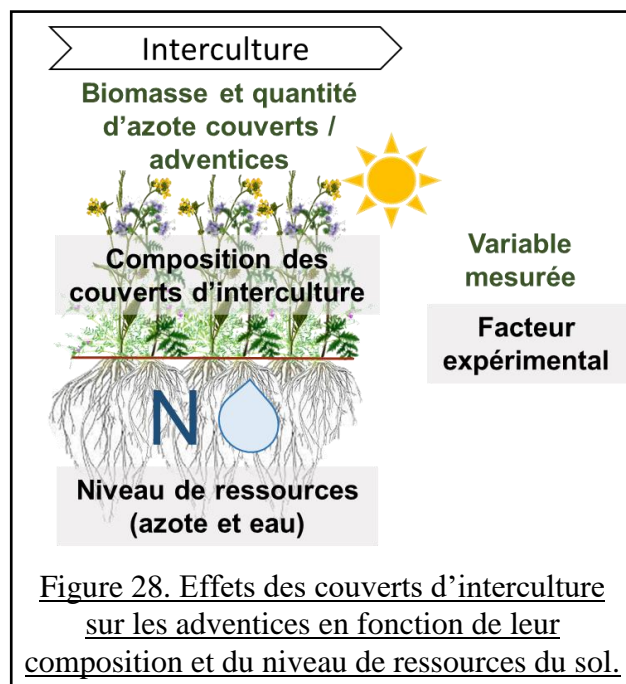 Interculture
Biomasse et quantité
d'azote couverts /
adventices
Composition des
couverts d'interculture
Variable
mesurée
Facteur
expérimental
N
Niveau de ressources
(azote et eau)
Figure 28. Effets des couverts d'interculture
sur les adventices en fonction de leur
composition et du niveau de ressources du sol.